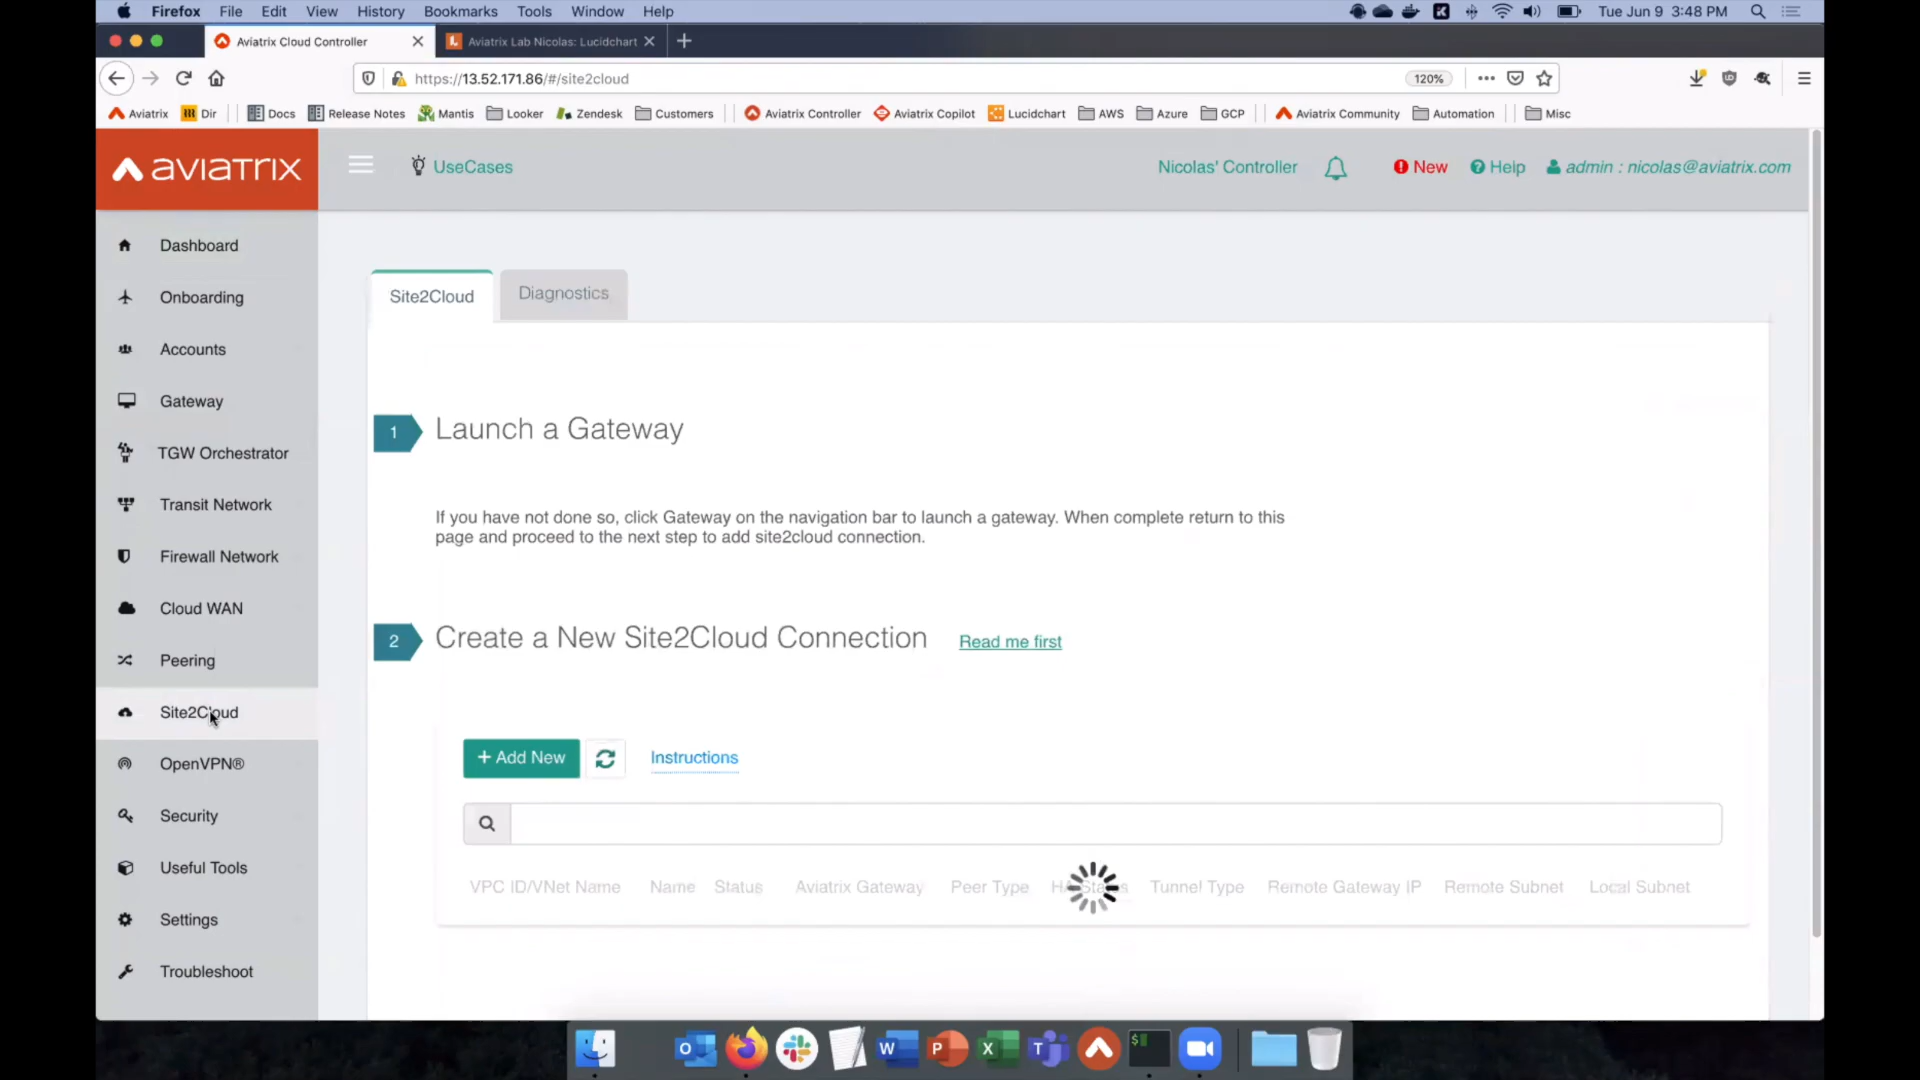 Firefox File Edit View History Bookmarks Tools Window Help
Tue Jun 9 3:48 PM
Aviatrix Cloud Controller
Aviatrix Lab Nicolas: Lucidchart
https://13.52.171.86/#/site2cloud
120%
Aviatrix Dir Docs Release Notes Mantis Looker Zendesk Customers Aviatrix Controller Aviatrix Copilot Lucidchart AWS Azure GCP Aviatrix Community Automation Misc
aviatrix
UseCases
Nicolas' Controller
New
Help
admin : nicolas@aviatrix.com
Dashboard
Onboarding
Accounts
Gateway
TGW Orchestrator
Transit Network
Firewall Network
Cloud WAN
Peering
Site2Cloud
OpenVPN®
Security
Useful Tools
Settings
Troubleshoot
Site2Cloud
Diagnostics
1 Launch a Gateway
If you have not done so, click Gateway on the navigation bar to launch a gateway. When complete return to this
page and proceed to the next step to add site2cloud connection.
2 Create a New Site2Cloud Connection Read me first
+ Add New
Instructions
VPC ID/VNet Name Name Status Aviatrix Gateway Peer Type HA Status Tunnel Type Remote Gateway IP Remote Subnet Local Subnet